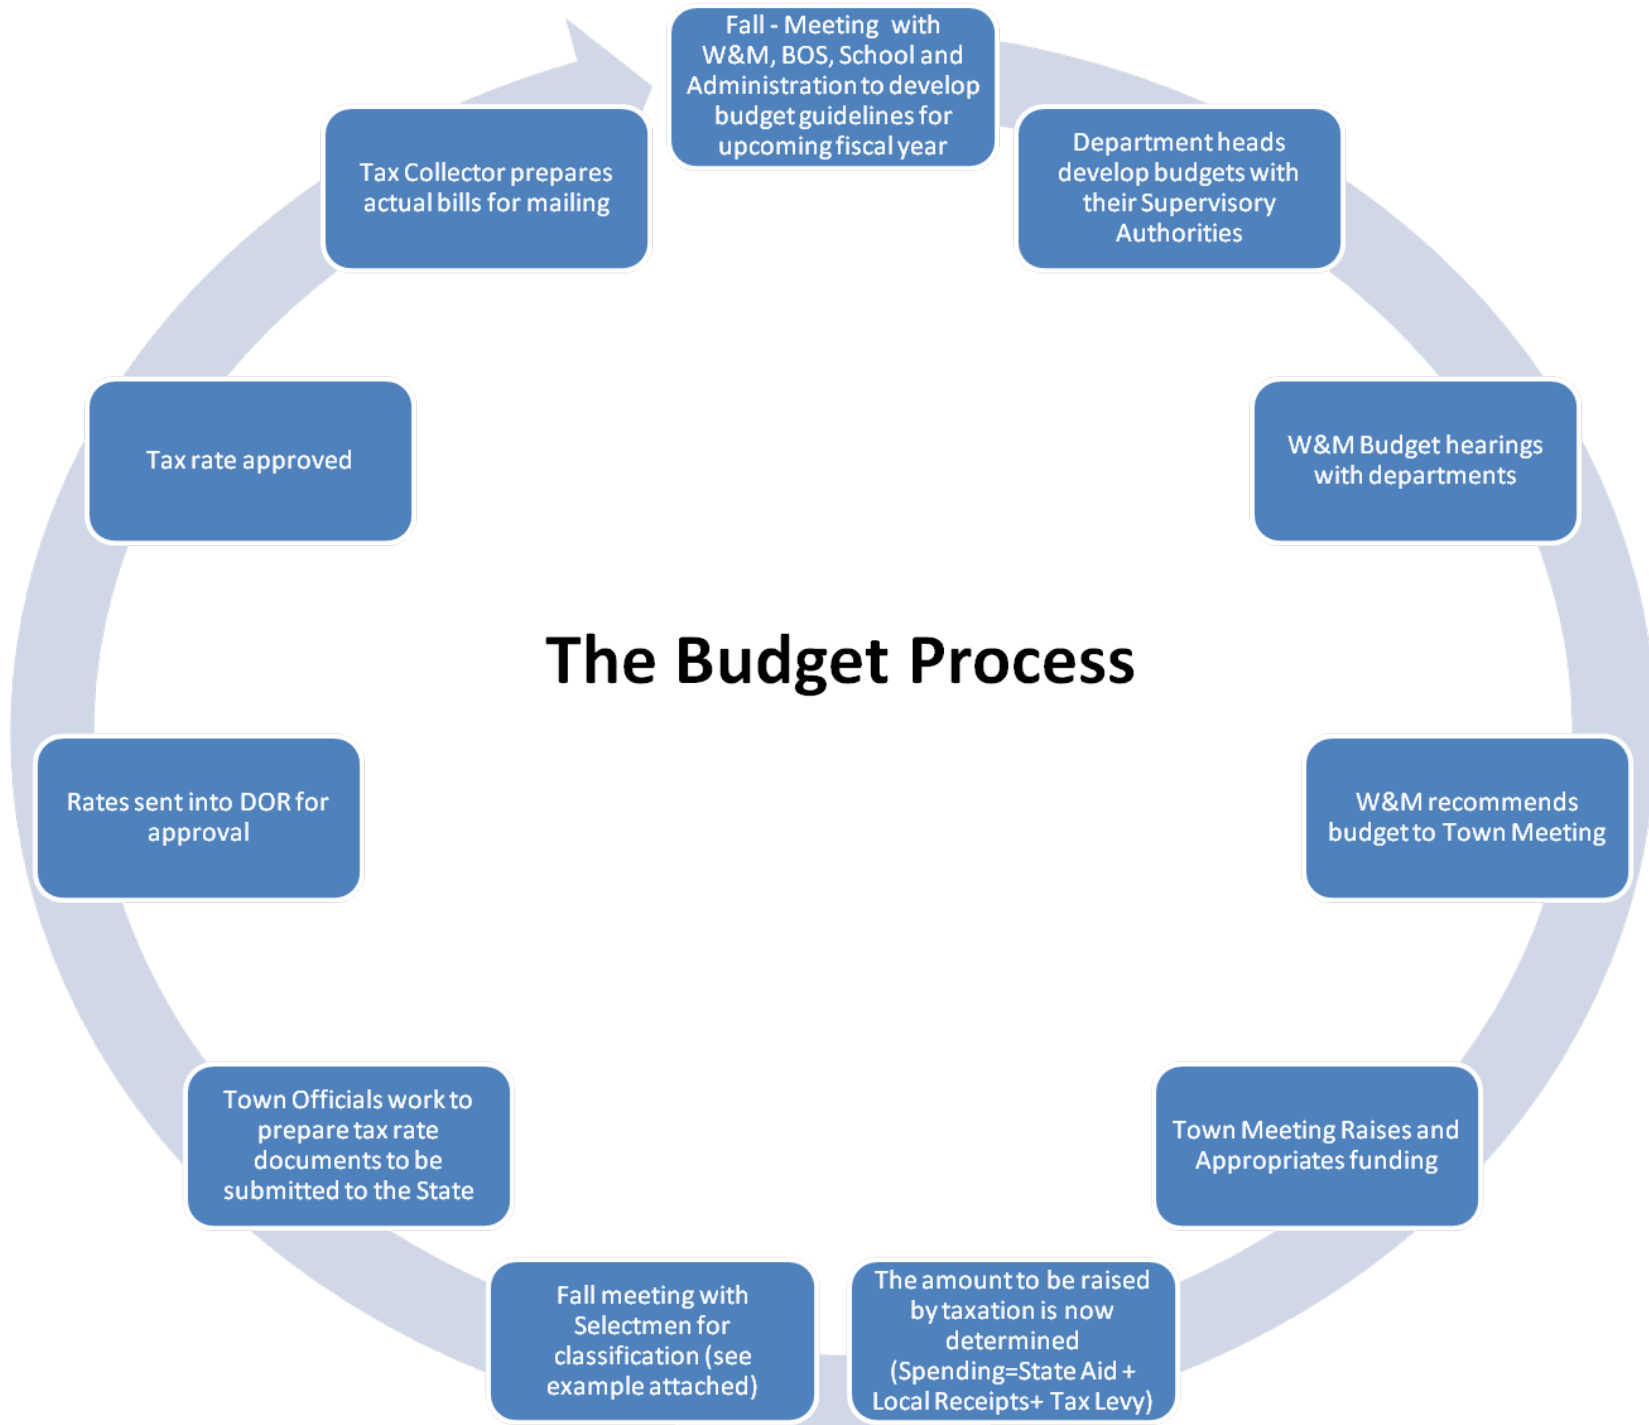 Fall - Meeting with
W&M, BOS, School and
Administration to develop
budget guidelines for
upcoming fiscal year
Department heads
develop budgets with
their Supervisory
Authorities
W&M Budget hearings
with departments
W&M recommends
budget to Town Meeting
Town Meeting Raises and
Appropriates funding
The amount to be raised
by taxation is now
determined
(Spending=State Aid +
Local Receipts+ Tax Levy)
Fall meeting with
Selectmen for
classification (see
example attached)
Town Officials work to
prepare tax rate
documents to be
submitted to the State
Rates sent into DOR for
approval
Tax rate approved
Tax Collector prepares
actual bills for mailing
The Budget Process